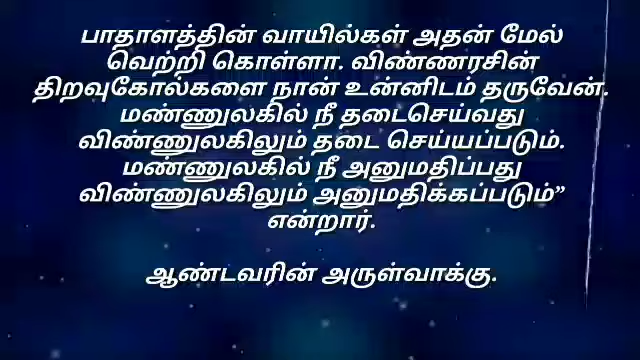 பாதாளத்தின் வாயில்கள் அதன் மேல்
வெற்றி கொள்ளா. விண்ணரசின்
திறவுகோல்களை நான் உன்னிடம் தருவேன்.
மண்ணுலகில் நீ தடைசெய்வது
விண்ணுலகிலும் தடை செய்யப்படும்.
மண்ணுலகில் நீ அனுமதிப்பது
விண்ணுலகிலும் அனுமதிக்கப்படும்”
என்றார்.
ஆண்டவரின் அருள்வாக்கு.